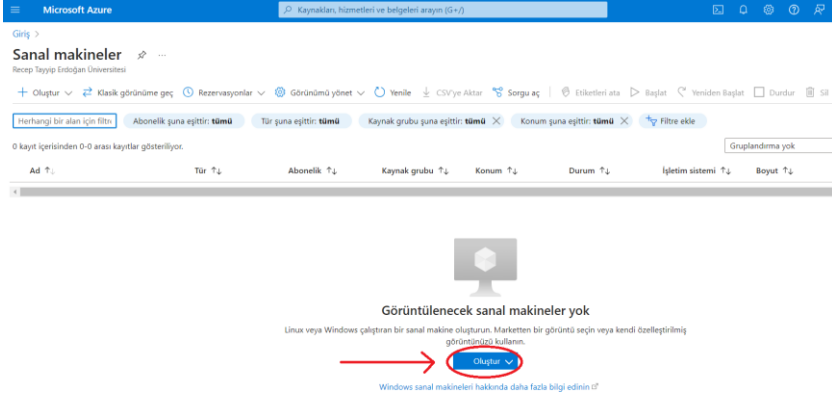 Microsoft Azure
Kaynakları, hizmetleri ve belgeleri arayın (G+/)
Giriş >
Sanal makineler
Recep Tayyip Erdoğan Üniversitesi
+ Oluştur Klasik görünüme geç Rezervasyonlar Görünümü yönet Yenile CSV'ye Aktar Sorgu aç Etiketleri ata Başlat Yeniden Başlat Durdur Sil
Herhangi bir alan için filtre Abonelik şuna eşittir: tümü Tür şuna eşittir: tümü Kaynak grubu şuna eşittir: tümü Konum şuna eşittir: tümü Filtre ekle
0 kayıt içerisinden 0-0 arası kayıtlar gösteriliyor.
Gruplandırma yok
Ad Tür Abonelik Kaynak grubu Konum Durum İşletim sistemi Boyut
Görüntülenecek sanal makineler yok
Linux veya Windows çalıştıran bir sanal makine oluşturun. Marketten bir görüntü seçin veya kendi özelleştirilmiş
görüntünüzü kullanın.
Oluştur
Windows sanal makineleri hakkında daha fazla bilgi edinin